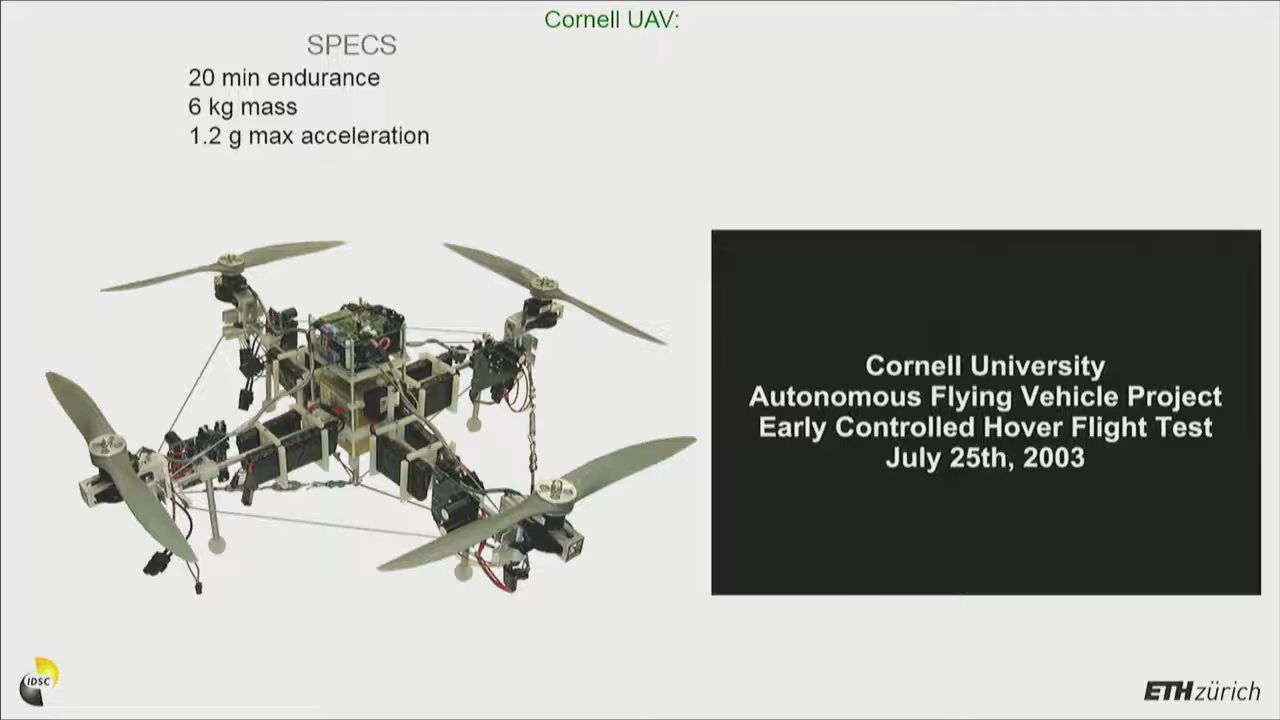 Cornell UAV:
SPECS
20 min endurance
6 kg mass
1.2 g max acceleration
Cornell University
Autonomous Flying Vehicle Project
Early Controlled Hover Flight Test
July 25th, 2003
IDSC
ETH zürich